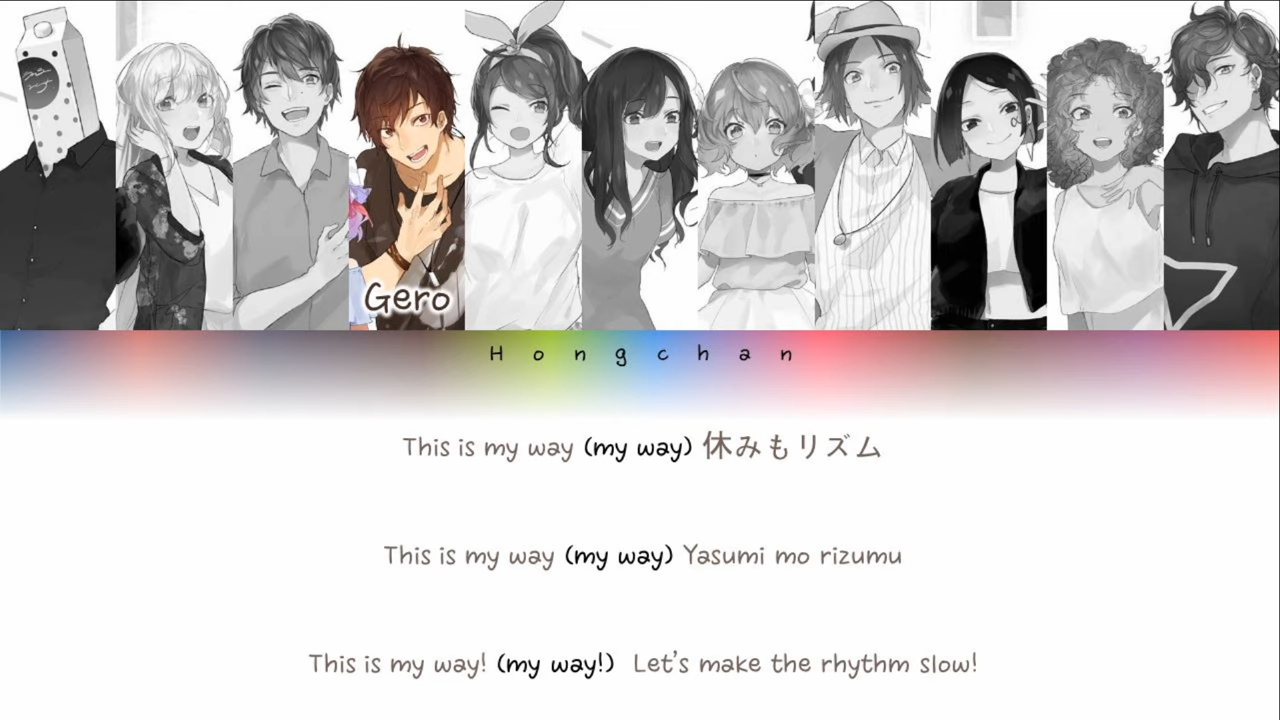 Gero
Hongchan
This is my way (my way) 休みもリズム
This is my way (my way) Yasumi mo rizumu
This is my way! (my way!) Let's make the rhythm slow!